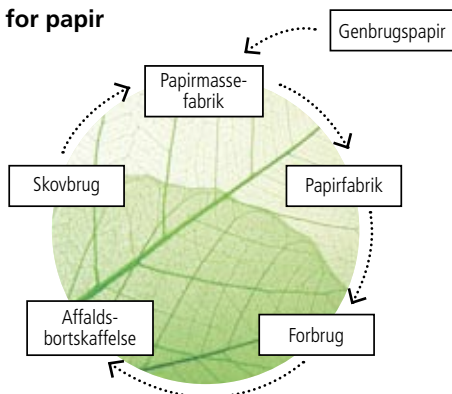 for papir
Genbrugspapir
Papirmasse-
fabrik
Skovbrug
Papirfabrik
Affalds-
bortskaffelse
Forbrug